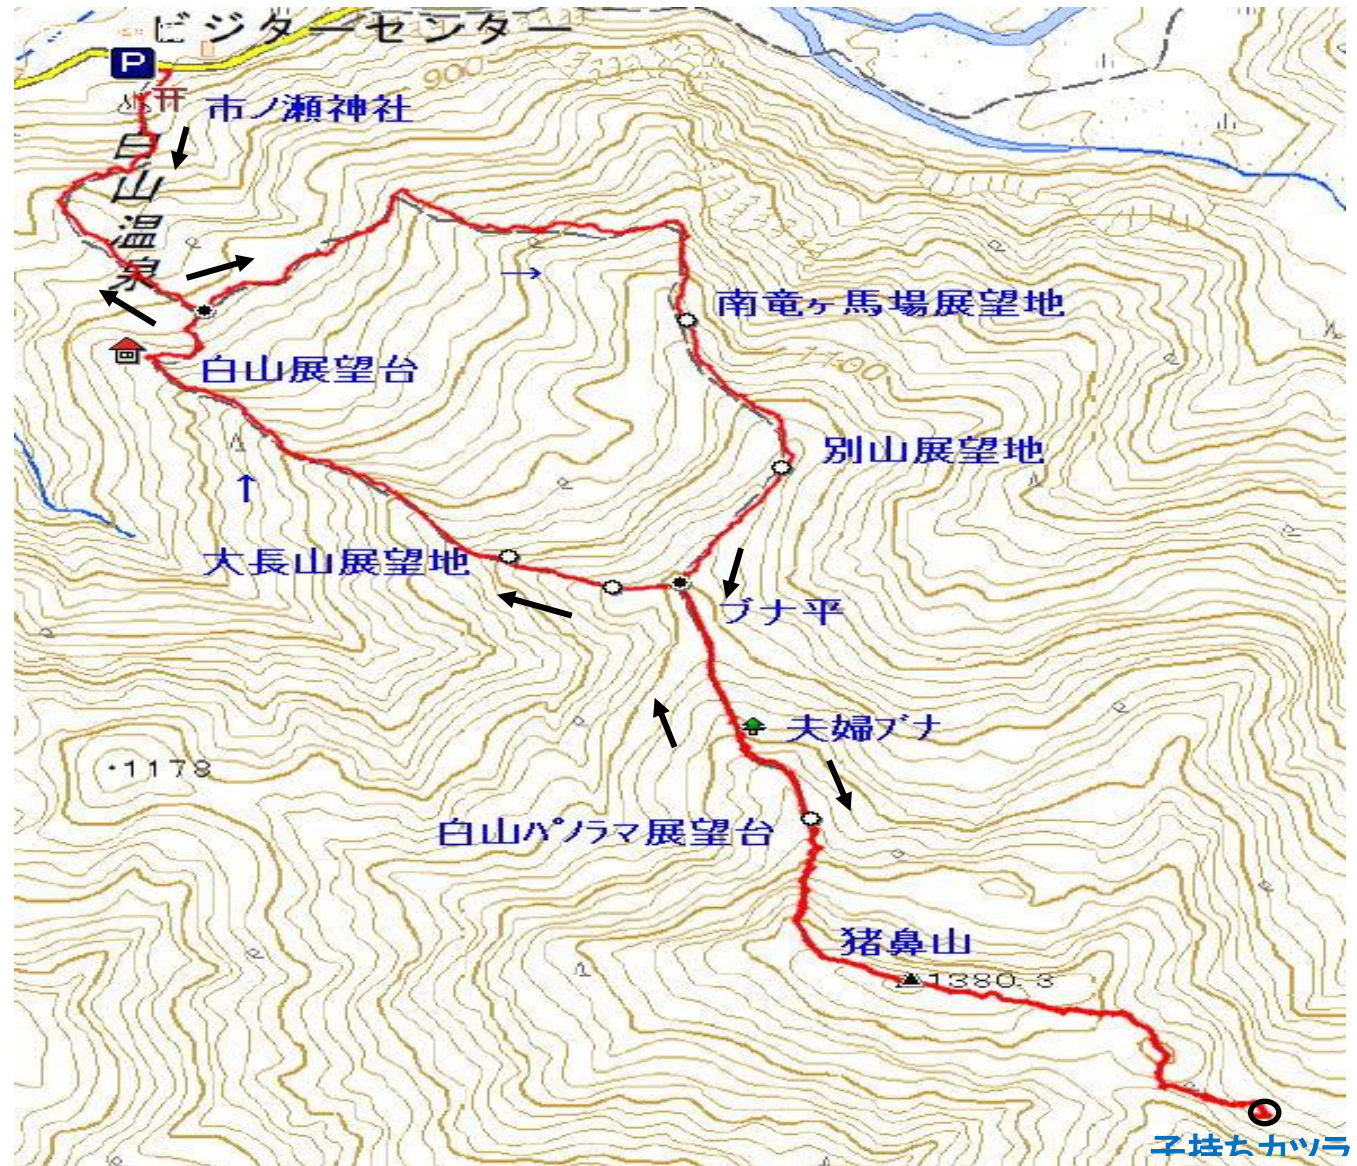 ビジターセンター
P
900
市ノ瀬神社
白山温泉
南竜ヶ馬場展望地
1100
白山展望台
別山展望地
大長山展望地
ブナ平
夫婦ブナ
・1178
白山パノラマ展望台
猪鼻山
1380.3
子持ちカツラ